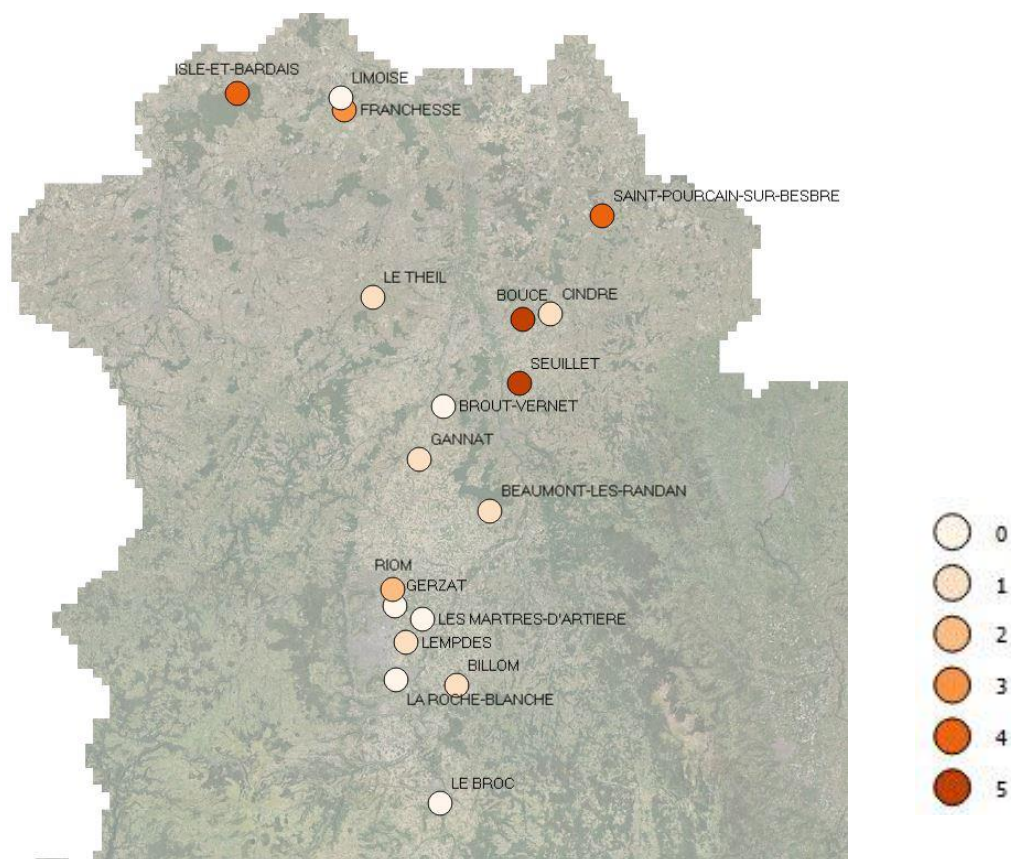 ISLE-ET-BARDAIS
LIMOISE
FRANCHESSE
SAINT-POURCAIN-SUR-BESBRE
LE THEIL
BOUCE
CINDRE
SEUILLET
BROUT-VERNET
GANNAT
BEAUMONT-LES-RANDAN
RIOM
GERZAT
LES MARTRES-D'ARTIERE
LEMPDES
BILLOM
LA ROCHE-BLANCHE
LE BROC
0
1
2
3
4
5